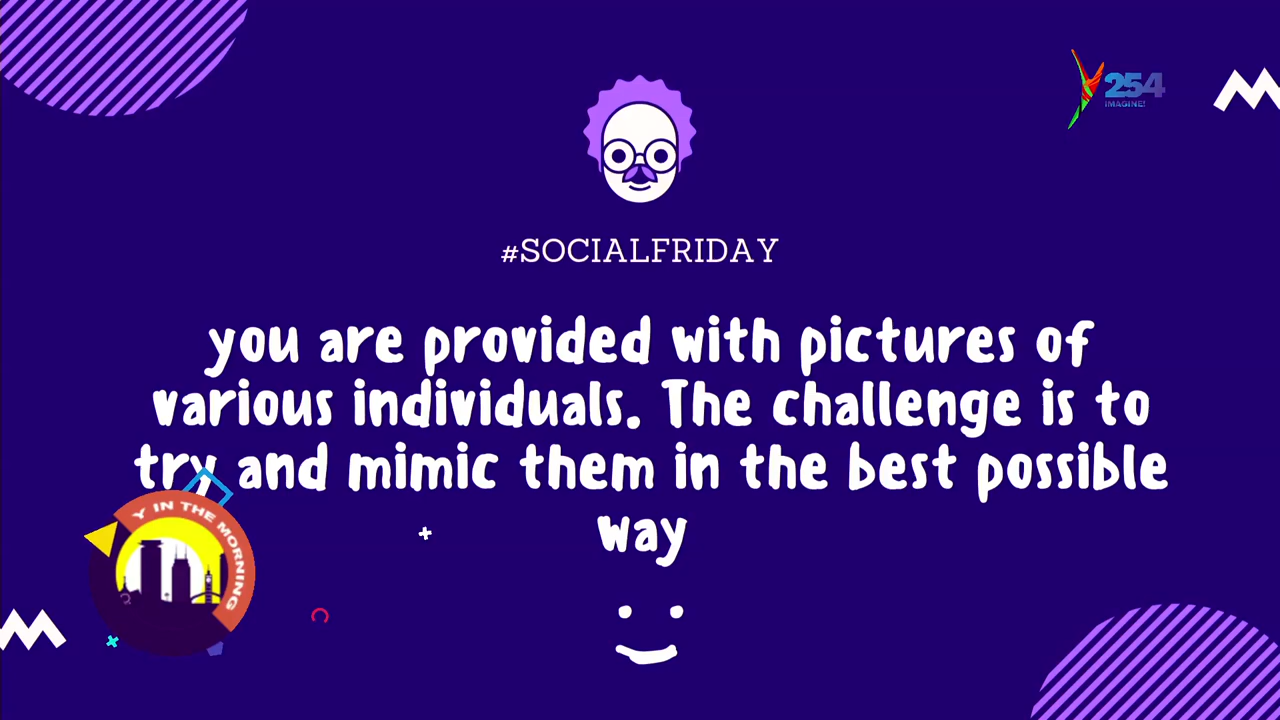 254
IMAGINE!
#SOCIALFRIDAY
you are provided with pictures of
various individuals. The challenge is to
try and mimic them in the best possible
way
Y IN THE MORNING